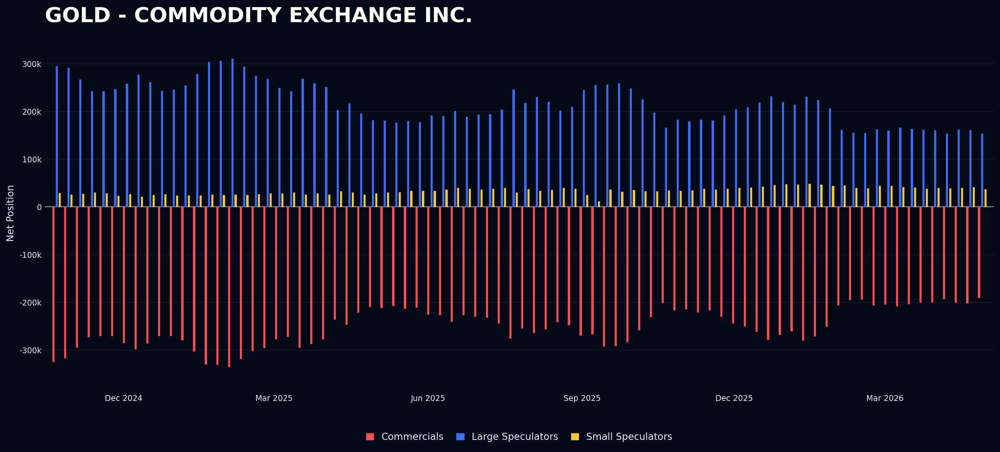 GOLD - COMMODITY EXCHANGE INC.
Net Position
300k
200k
100k
0
-100k
-200k
-300k
Dec 2024 Mar 2025 Jun 2025 Sep 2025 Dec 2025 Mar 2026
Commercials Large Speculators Small Speculators